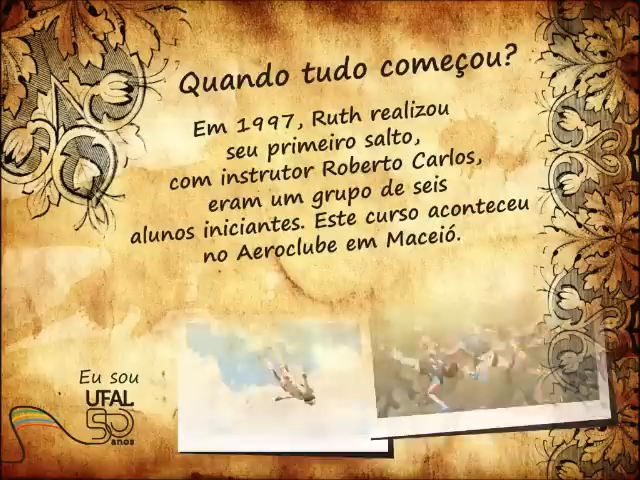 Quando tudo começou?
Em 1997, Ruth realizou
seu primeiro salto,
com instrutor Roberto Carlos,
eram um grupo de seis
alunos iniciantes. Este curso aconteceu
no Aeroclube em Maceió.
Eu sou
UFAL
50
anos